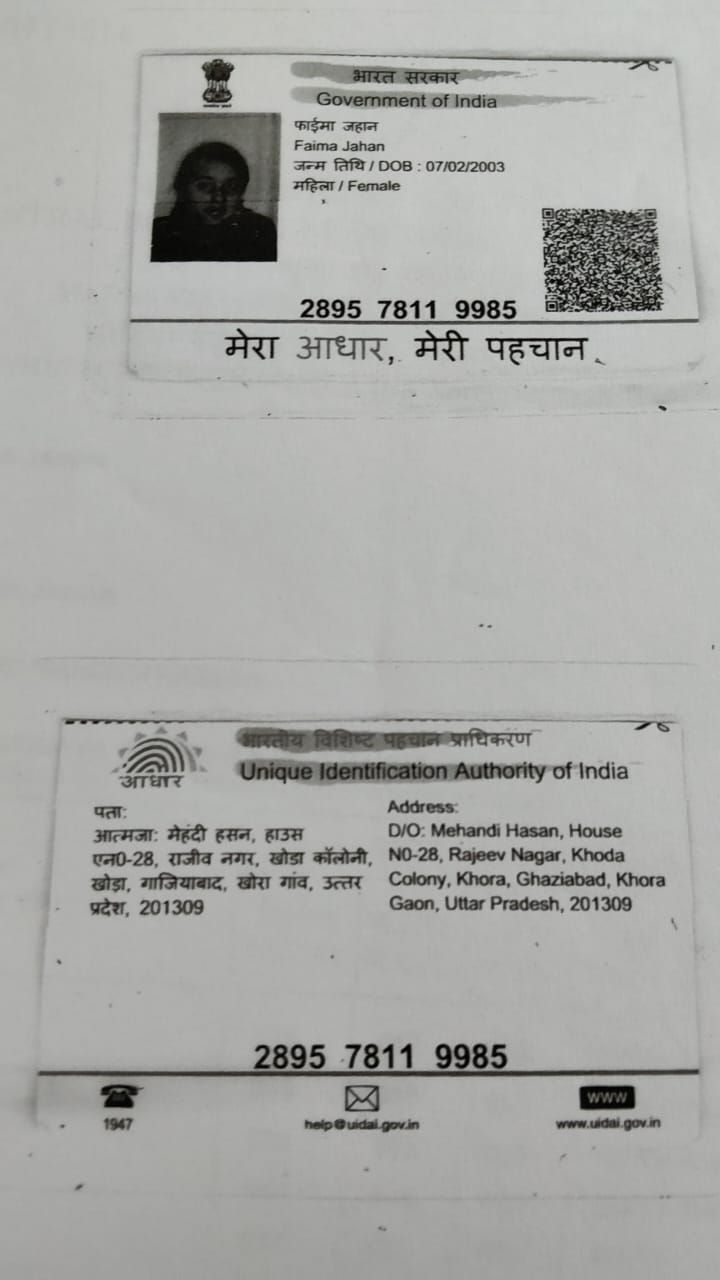 भारत सरकार
Government of India
फाईमा जहान
Faima Jahan
जन्म तिथि / DOB : 07/02/2003
महिला / Female
2895 7811 9985
मेरा आधार, मेरी पहचान
भारतीय विशिष्ट पहचान प्राधिकरण
Unique Identification Authority of India
आधार
पता:
आत्मजा: मेहंदी हसन, हाउस
एन0-28, राजीव नगर, खोडा कॉलोनी,
खोड़ा, गाजियाबाद, खोरा गांव, उत्तर
प्रदेश, 201309
Address:
D/O: Mehandi Hasan, House
N0-28, Rajeev Nagar, Khoda
Colony, Khora, Ghaziabad, Khora
Gaon, Uttar Pradesh, 201309
2895 7811 9985
1947
help@uidai.gov.in
WWW
www.uidai.gov.in